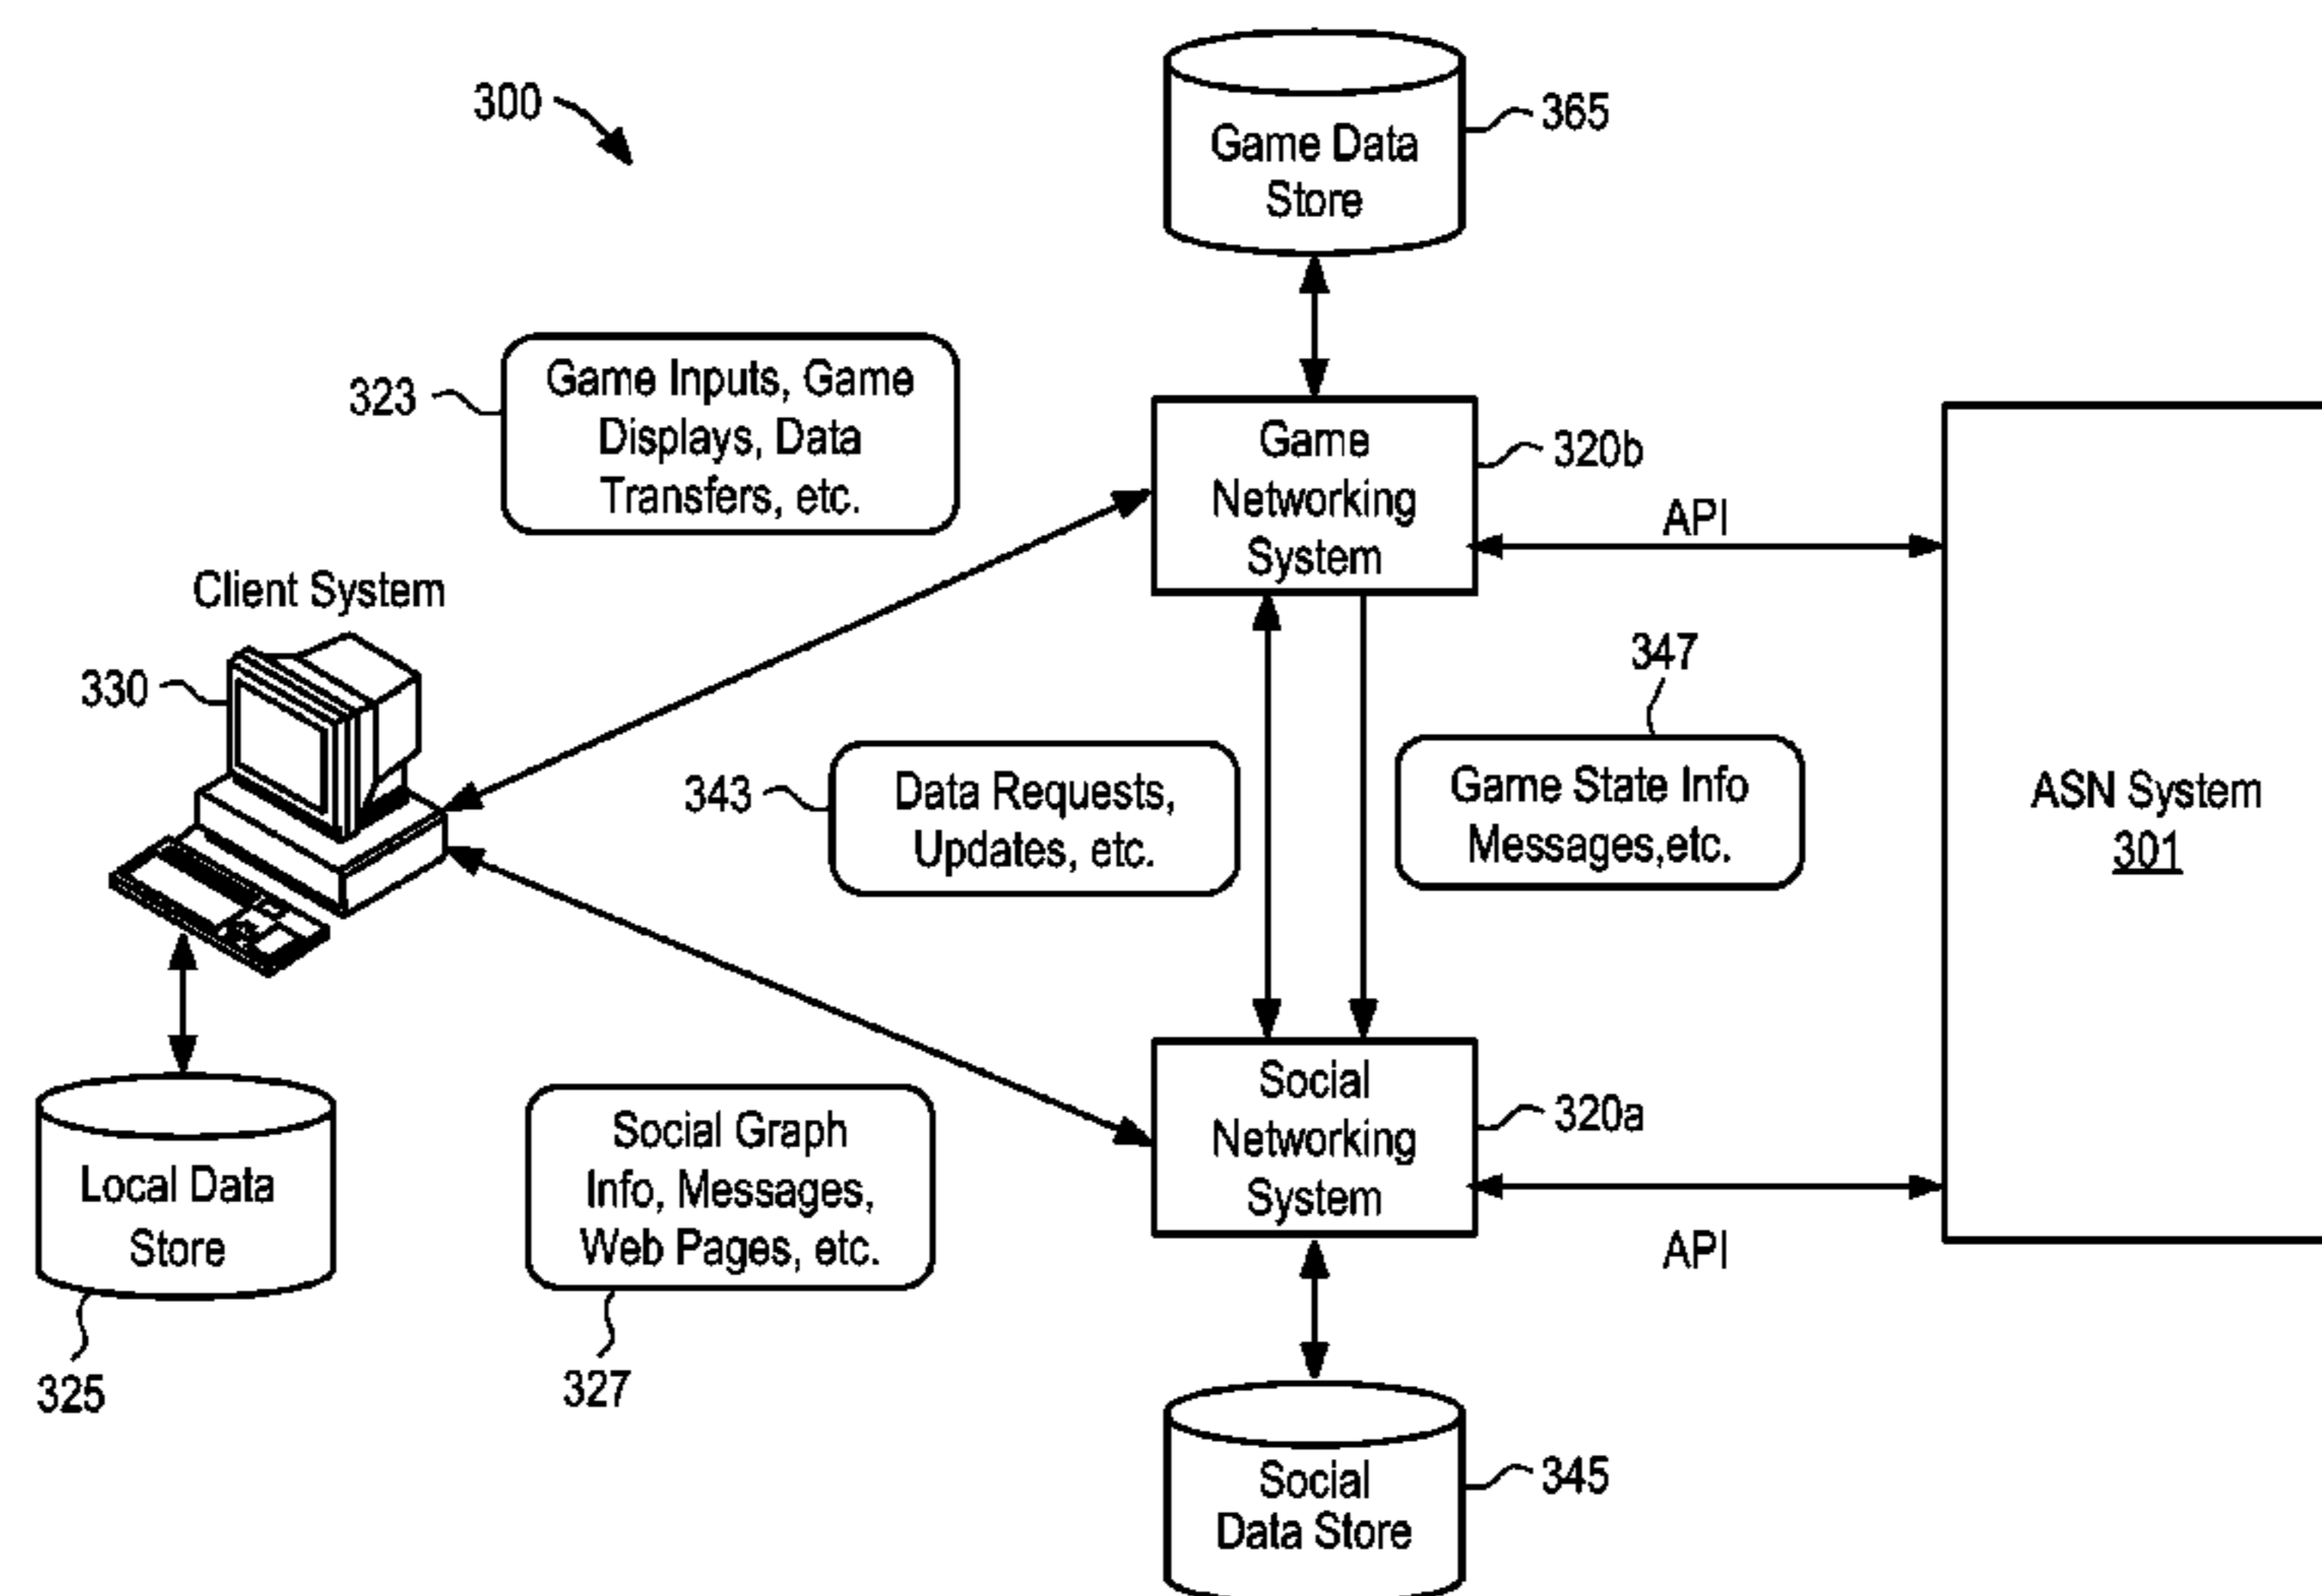 300
Game Data
Store
365
323
Game Inputs, Game
Displays, Data
Transfers, etc.
Game
Networking
System
320b
API
Client System
330
347
343
Data Requests,
Updates, etc.
Game State Info
Messages,etc.
ASN System
301
Local Data
Store
325
Social Graph
Info, Messages,
Web Pages, etc.
327
Social
Networking
System
320a
API
Social
Data Store
345